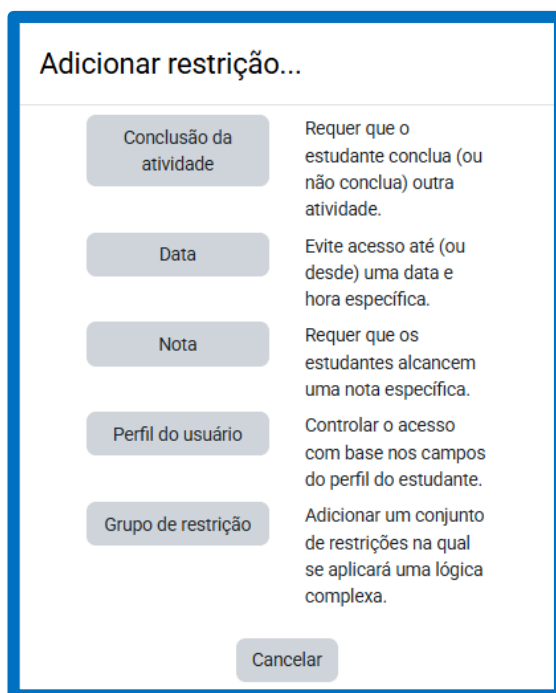 Adicionar restrição...
Conclusão da
atividade
Requer que o
estudante conclua (ou
não conclua) outra
atividade.
Data
Evite acesso até (ou
desde) uma data e
hora específica.
Nota
Requer que os
estudantes alcancem
uma nota específica.
Perfil do usuário
Controlar o acesso
com base nos campos
do perfil do estudante.
Grupo de restrição
Adicionar um conjunto
de restrições na qual
se aplicará uma lógica
complexa.
Cancelar